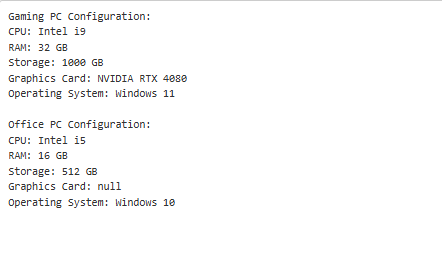 Gaming PC Configuration:
CPU: Intel i9
RAM: 32 GB
Storage: 1000 GB
Graphics Card: NVIDIA RTX 4080
Operating System: Windows 11

Office PC Configuration:
CPU: Intel i5
RAM: 16 GB
Storage: 512 GB
Graphics Card: null
Operating System: Windows 10